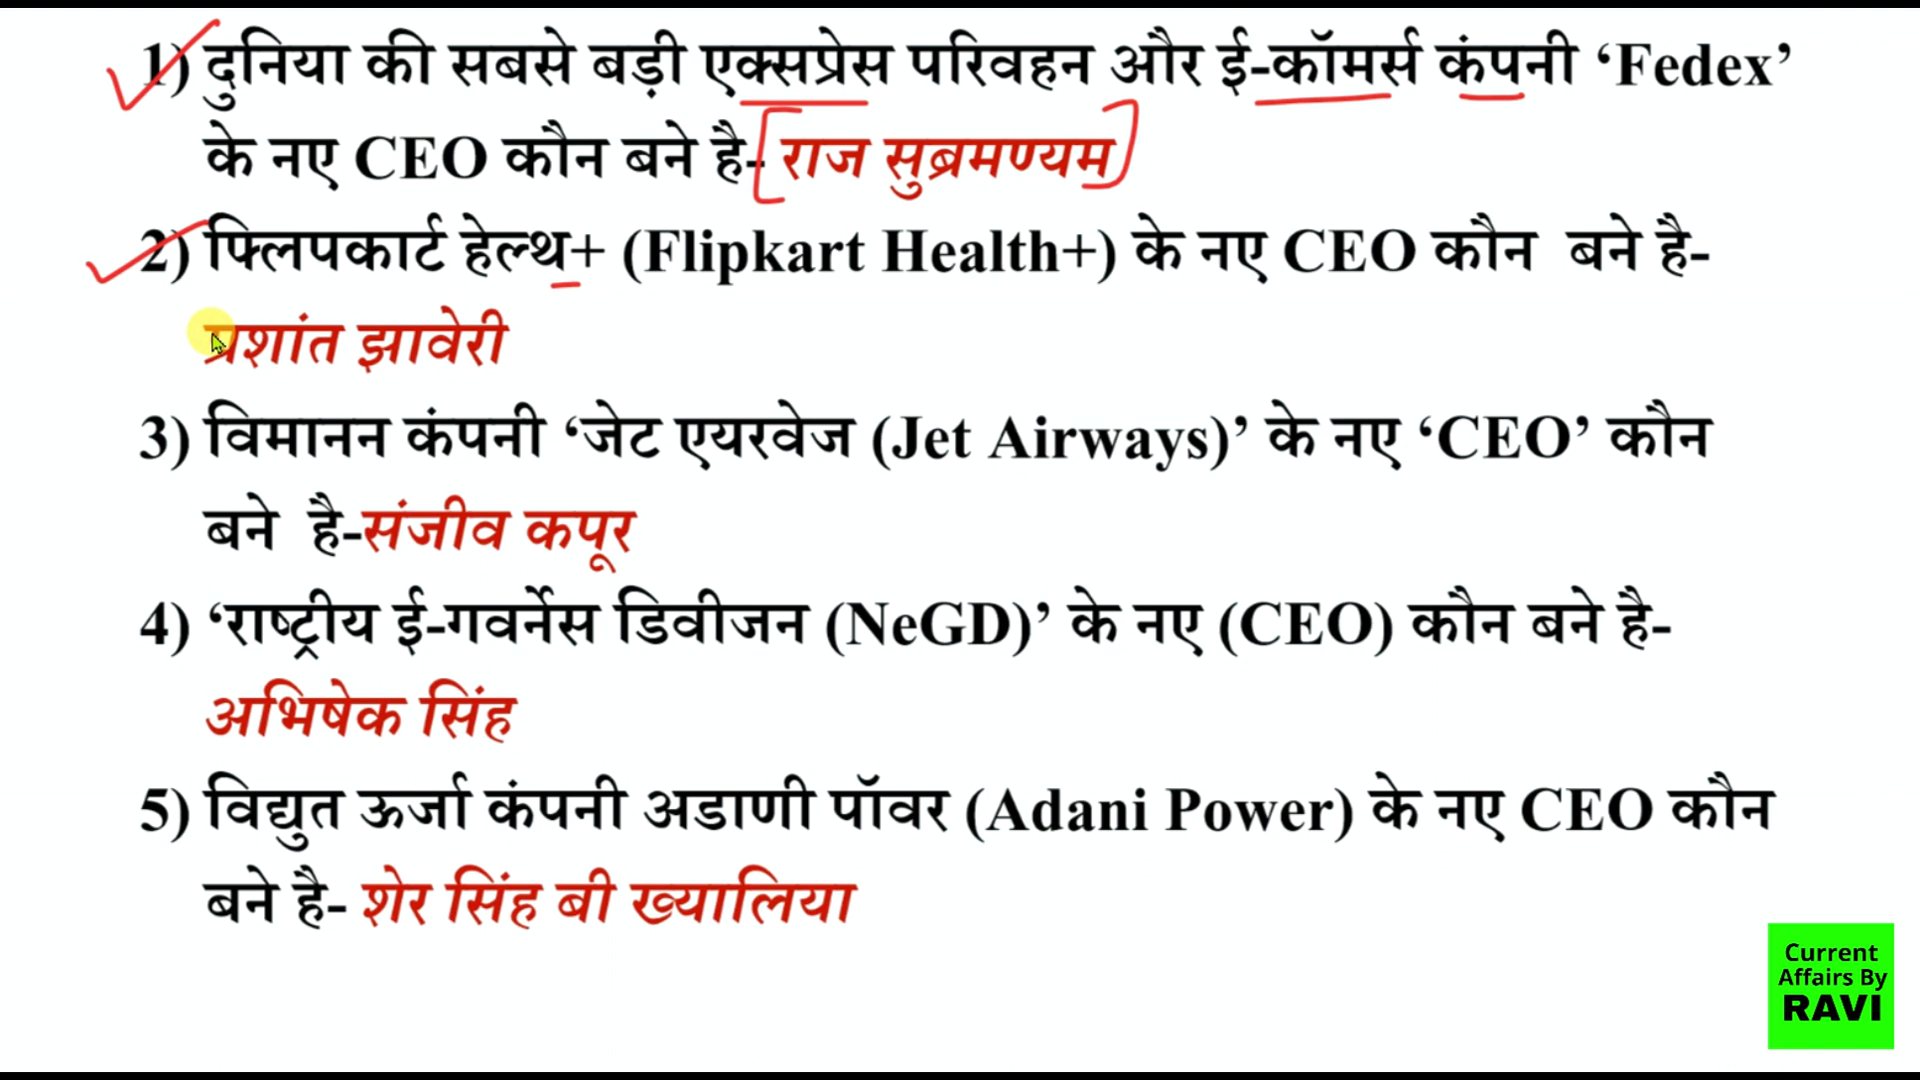 1) दुनिया की सबसे बड़ी एक्सप्रेस परिवहन और ई-कॉमर्स कंपनी ‘Fedex’
के नए CEO कौन बने है- राज सुब्रमण्यम
2) फ्लिपकार्ट हेल्थ+ (Flipkart Health+) के नए CEO कौन बने है-
प्रशांत झावेरी
3) विमानन कंपनी ‘जेट एयरवेज (Jet Airways)’ के नए ‘CEO’ कौन
बने है-संजीव कपूर
4) ‘राष्ट्रीय ई-गवर्नेंस डिवीजन (NeGD)’ के नए (CEO) कौन बने है-
अभिषेक सिंह
5) विद्युत ऊर्जा कंपनी अडाणी पॉवर (Adani Power) के नए CEO कौन
बने है- शेर सिंह बी ख्यालिया
Current
Affairs By
RAVI